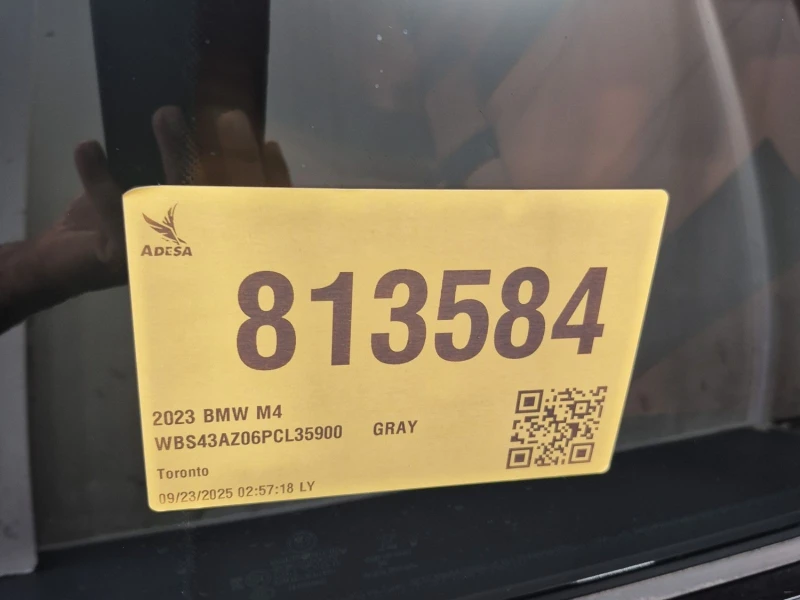 ADESA
813584
2023 BMW M4
WBS43AZ06PCL35900 GRAY
Toronto
09/23/2025 02:57:18 LY